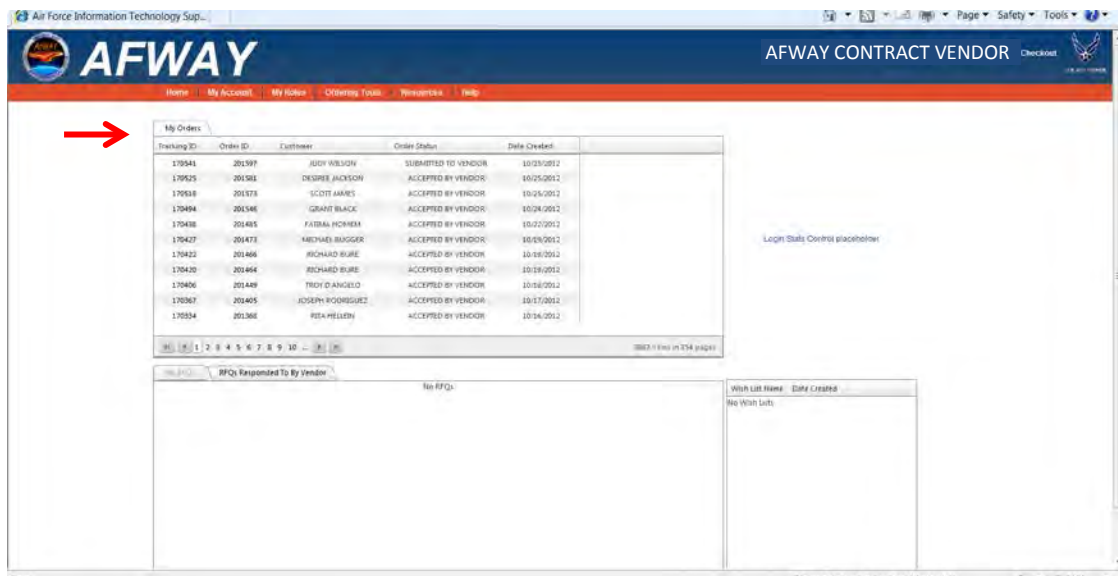 Air Force Information Technology Sup...
Page Safety Tools
AFWAY
AFWAY CONTRACT VENDOR
Checkout
Home My Account My Roles Ordering Tools Resources Help
My Orders
Tracking ID Order ID Customer Order Status Date Created
170541 201597 JUDY WILSON SUBMITTED TO VENDOR 10/25/2012
170525 201581 DESIREE JACKSON ACCEPTED BY VENDOR 10/25/2012
170518 201573 SCOTT JAMES ACCEPTED BY VENDOR 10/25/2012
170494 201546 GRANT BLACK ACCEPTED BY VENDOR 10/24/2012
170438 201485 ACCEPTED BY VENDOR 10/22/2012
170427 201473 MICHAEL BUGGER ACCEPTED BY VENDOR 10/19/2012
170422 201466 RICHARD BURE ACCEPTED BY VENDOR 10/18/2012
170420 201464 RICHARD BURE ACCEPTED BY VENDOR 10/18/2012
170406 201449 TROY D ANGELO ACCEPTED BY VENDOR 10/18/2012
170367 201405 JOSEPH RODRIGUEZ ACCEPTED BY VENDOR 10/17/2012
170334 201368 RITA HELLEIN ACCEPTED BY VENDOR 10/16/2012
1 2 3 4 5 6 7 8 9 10 ...
items in 354 pages
Login Stats Control placeholder
RFQs Responded To By Vendor
No RFQs
Wish List Name Date Created
No Wish Lists